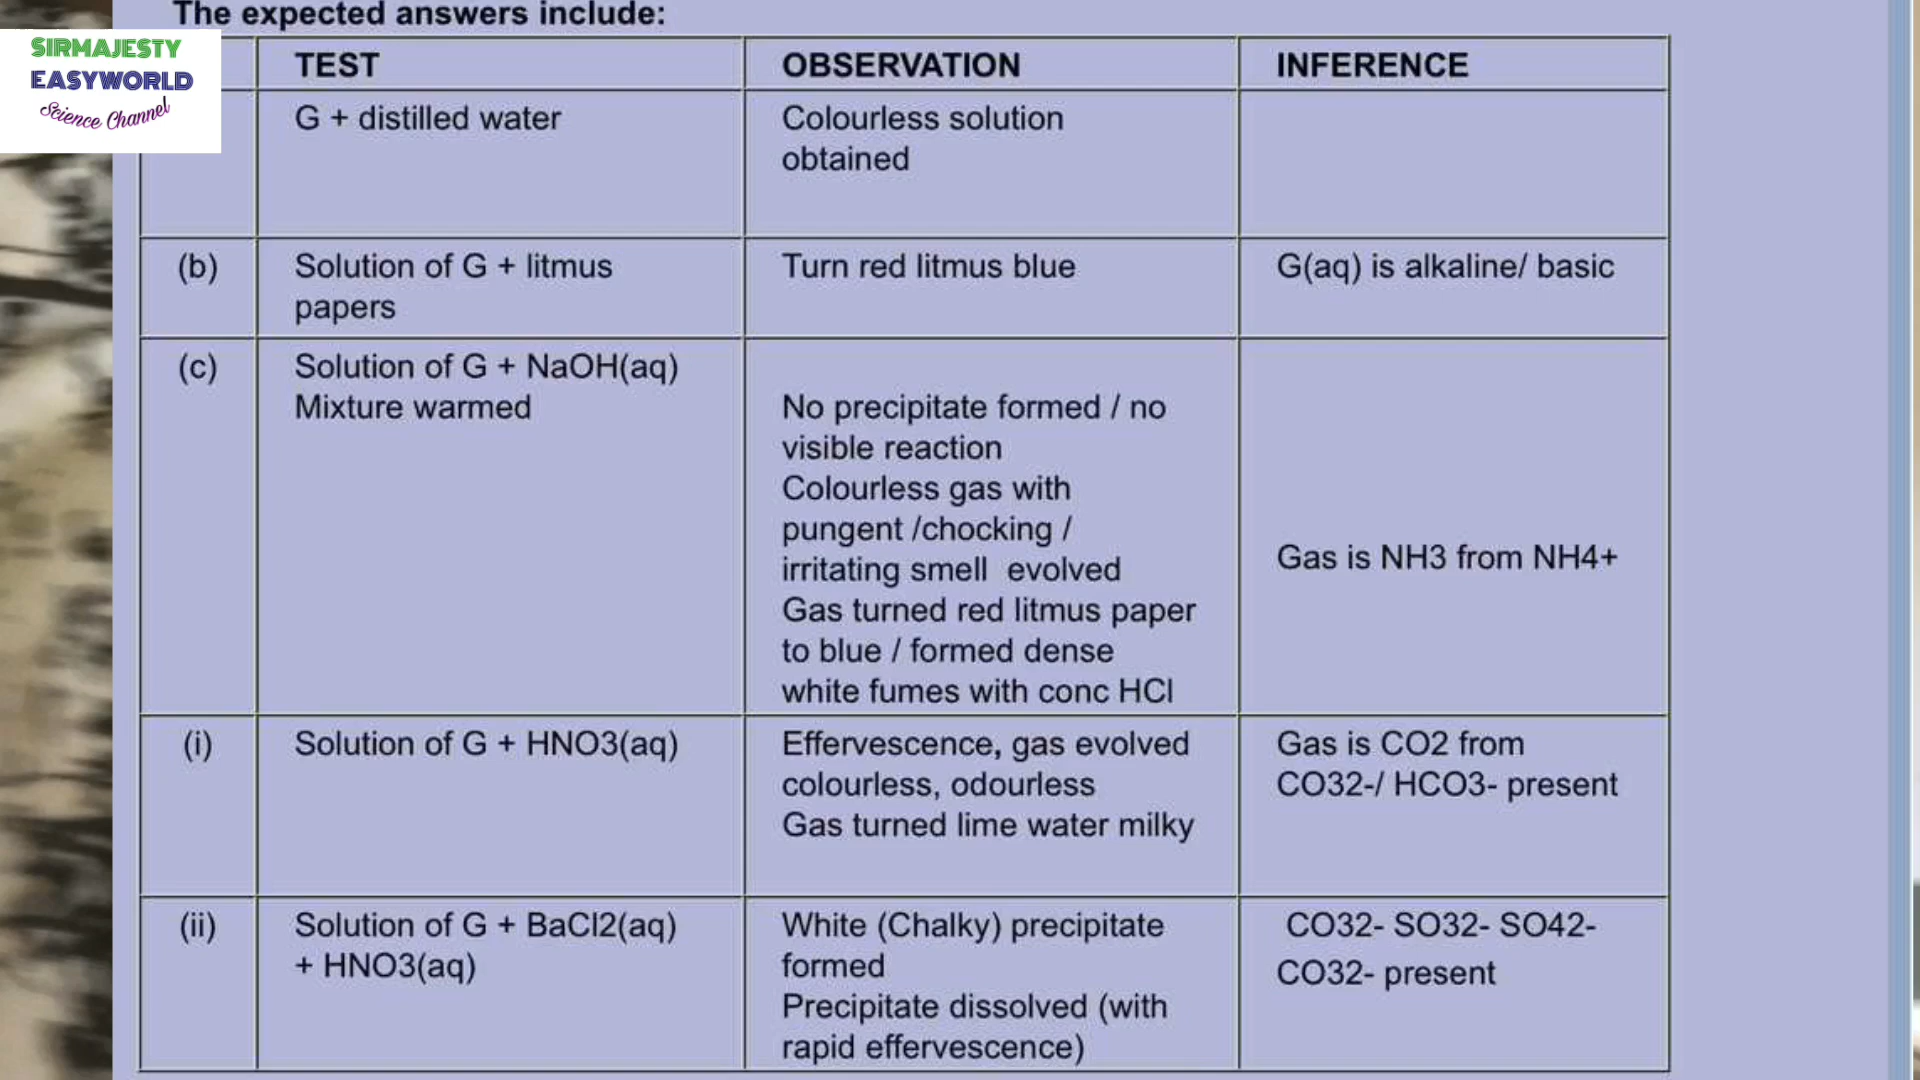 The expected answers include:
SIRMAJESTY
EASYWORLD
Science Channel
TEST OBSERVATION INFERENCE
G + distilled water
Colourless solution
obtained
(b)
Solution of G + litmus
papers
Turn red litmus blue
G(aq) is alkaline/ basic
(c)
Solution of G + NaOH(aq)
Mixture warmed
No precipitate formed / no
visible reaction
Colourless gas with
pungent /chocking /
irritating smell evolved
Gas turned red litmus paper
to blue / formed dense
white fumes with conc HCl
Gas is NH3 from NH4+
(i)
Solution of G + HNO3(aq)
Effervescence, gas evolved
colourless, odourless
Gas turned lime water milky
Gas is CO2 from
CO32-/ HCO3- present
(ii)
Solution of G + BaCl2(aq)
+ HNO3(aq)
White (Chalky) precipitate
formed
Precipitate dissolved (with
rapid effervescence)
CO32- SO32- SO42-
CO32- present